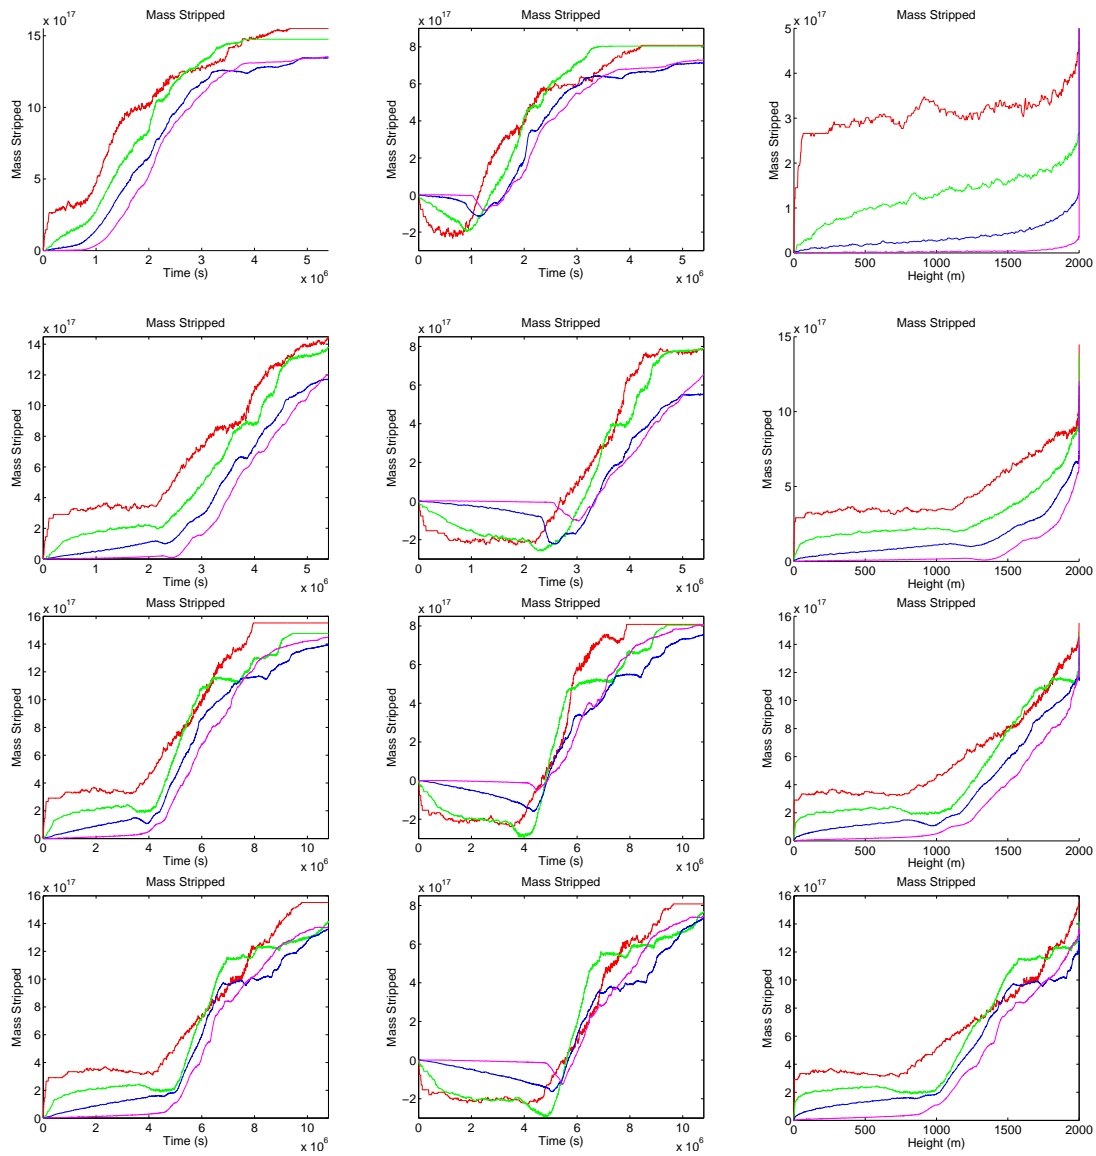 x 10^17 Mass Stripped
15
10
5
0
Mass Stripped
0 1 2 3 4 5
Time (s)
x 10^6
x 10^17 Mass Stripped
8
6
4
2
0
−2
Mass Stripped
0 1 2 3 4 5
Time (s)
x 10^6
x 10^17 Mass Stripped
5
4
3
2
1
0
Mass Stripped
0 500 1000 1500 2000
Height (m)
x 10^17 Mass Stripped
14
12
10
8
6
4
2
0
Mass Stripped
0 1 2 3 4 5
Time (s)
x 10^6
x 10^17 Mass Stripped
8
6
4
2
0
−2
Mass Stripped
0 1 2 3 4 5
Time (s)
x 10^6
x 10^17 Mass Stripped
15
10
5
0
Mass Stripped
0 500 1000 1500 2000
Height (m)
x 10^17 Mass Stripped
16
14
12
10
8
6
4
2
0
Mass Stripped
0 2 4 6 8 10
Time (s)
x 10^6
x 10^17 Mass Stripped
8
6
4
2
0
−2
Mass Stripped
0 2 4 6 8 10
Time (s)
x 10^6
x 10^17 Mass Stripped
16
14
12
10
8
6
4
2
0
Mass Stripped
0 500 1000 1500 2000
Height (m)
x 10^17 Mass Stripped
16
14
12
10
8
6
4
2
0
Mass Stripped
0 2 4 6 8 10
Time (s)
x 10^6
x 10^17 Mass Stripped
8
6
4
2
0
−2
Mass Stripped
0 2 4 6 8 10
Time (s)
x 10^6
x 10^17 Mass Stripped
16
14
12
10
8
6
4
2
0
Mass Stripped
0 500 1000 1500 2000
Height (m)